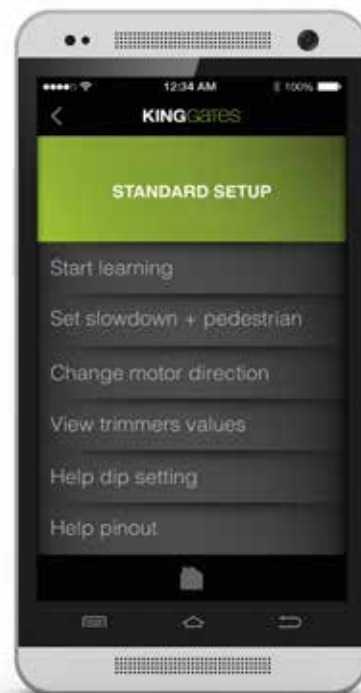 12:34 AM 100%
KINGGATES
STANDARD SETUP
Start learning
Set slowdown + pedestrian
Change motor direction
View trimmers values
Help dip setting
Help pinout